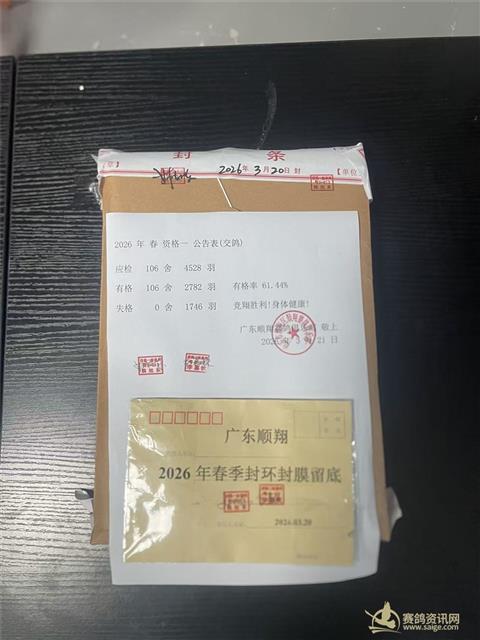 封 条
2026年3月20日封
【单位
2026 年 春 资格一 公告表(交鸽)
应检 106 舍 4528 羽
有格 106 舍 2782 羽 有格率 61.44%
失格 0 舍 1746 羽 竞翔胜利!身体健康!
广东顺翔 敬上
21 日
广东顺翔
2026 年春季封环封膜留底
2026.03.20
赛鸽资讯网
www.saige.com